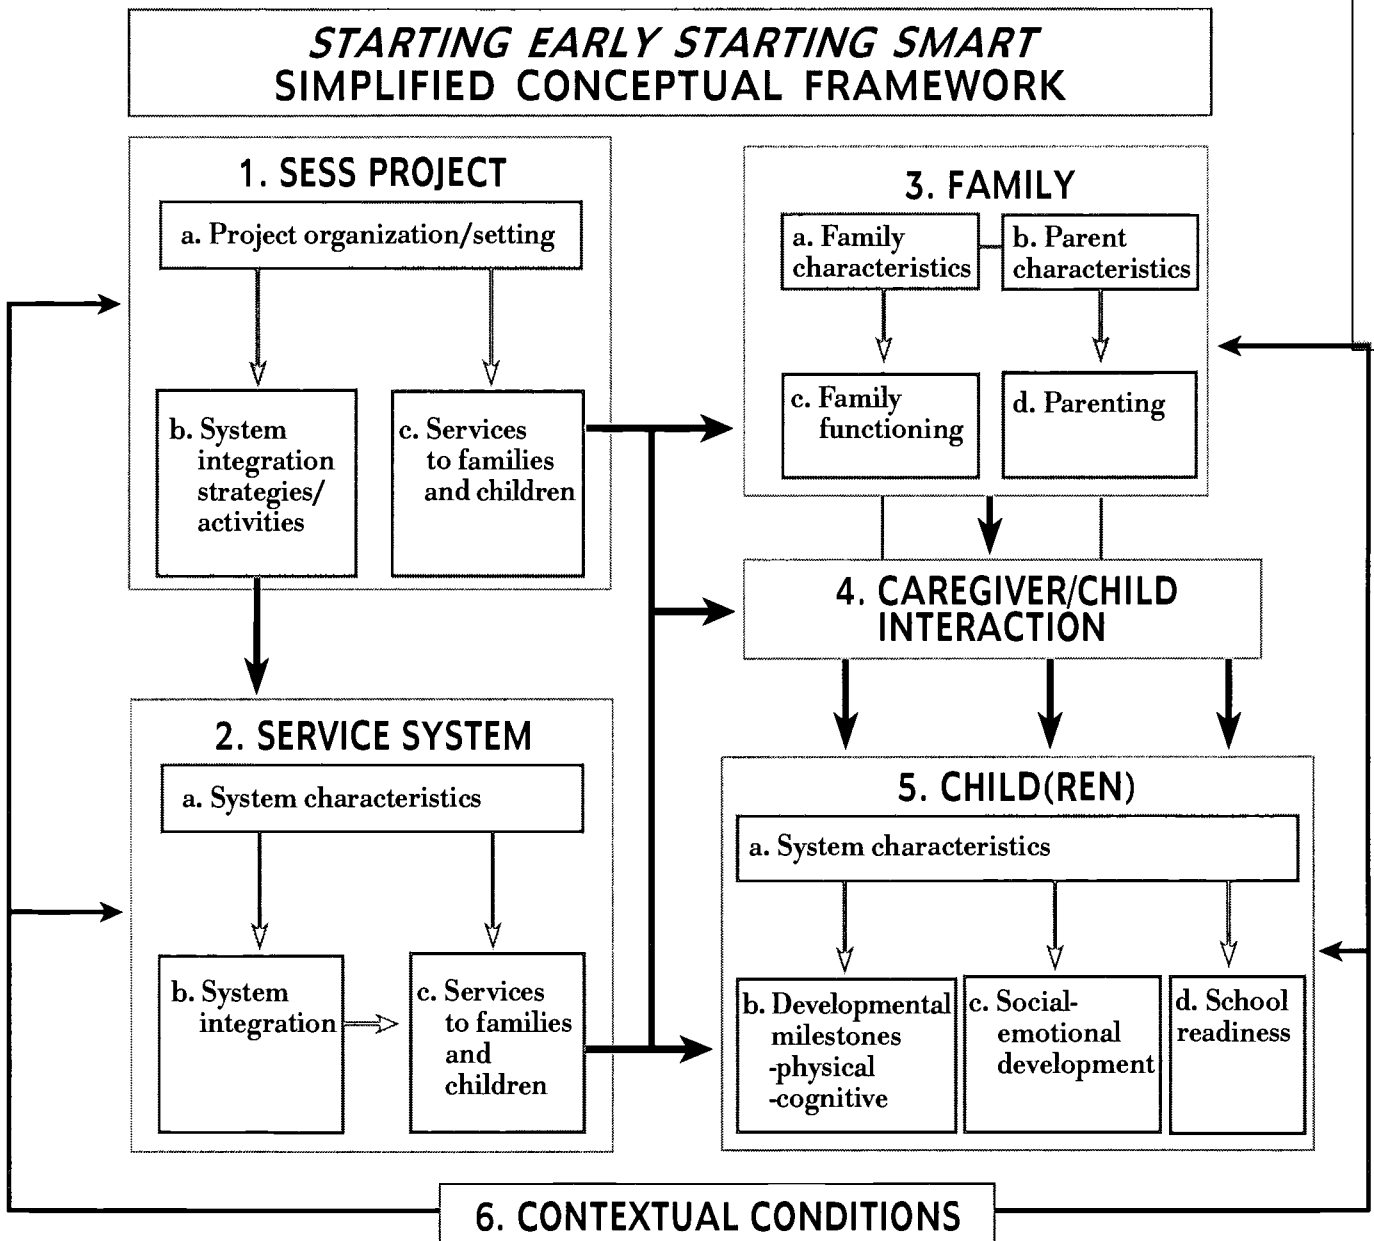 STARTING EARLY STARTING SMART
SIMPLIFIED CONCEPTUAL FRAMEWORK
1. SESS PROJECT
a. Project organization/setting
b. System
integration
strategies/
activities
c. Services
to families
and children
2. SERVICE SYSTEM
a. System characteristics
b. System
integration
c. Services
to families
and
children
3. FAMILY
a. Family
characteristics
b. Parent
characteristics
c. Family
functioning
d. Parenting
4. CAREGIVER/CHILD
INTERACTION
5. CHILD(REN)
a. System characteristics
b. Developmental
milestones
-physical
-cognitive
c. Social-
emotional
development
d. School
readiness
6. CONTEXTUAL CONDITIONS